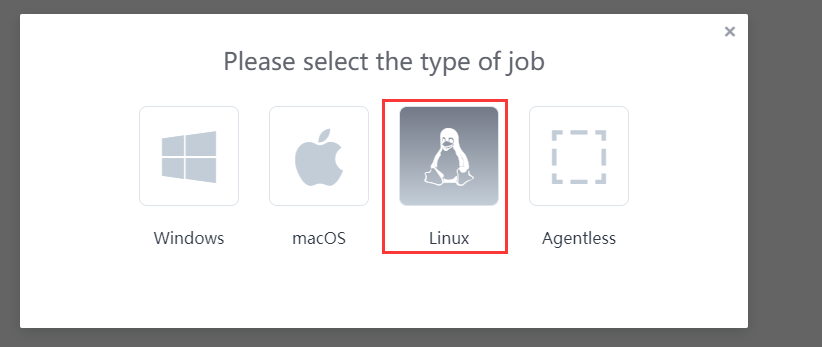 Please select the type of job
Windows
macOS
Linux
Agentless